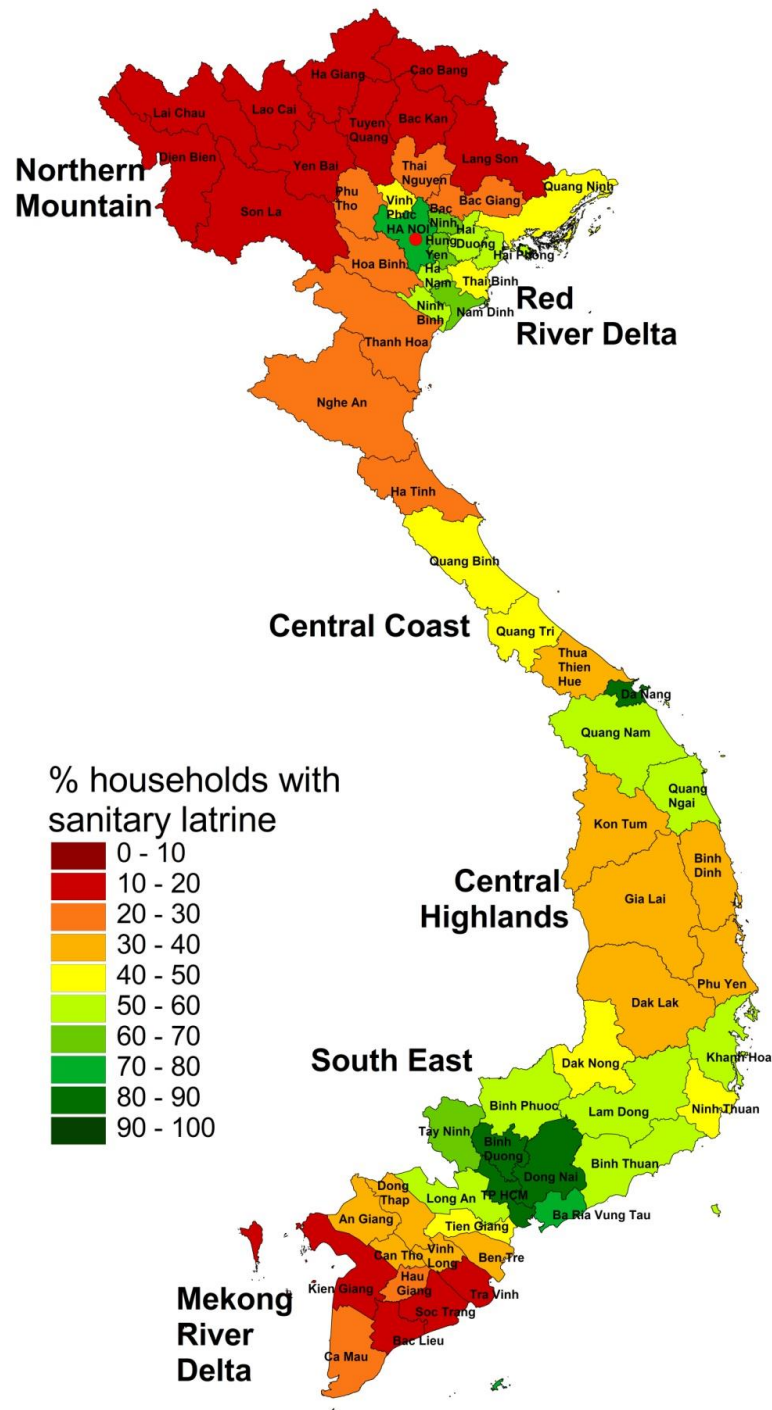 Ha Giang
Cao Bang
Lai Chau
Lao Cai
Tuyen
Quang
Bac Kan
Dien Bien
Yen Bai
Lang Son
Northern
Mountain
Son La
Phu
Tho
Thai
Nguyen
Quang Ninh
Bac Giang
Vinh
Phuc
Bac
Ninh
HA NOi
Hai
Duong
Hai Phong
Hung
Yen
Hoa Binh
Ha
Nam
Thai Binh
Ninh
Binh
Nam Dinh
Red
River Delta
Thanh Hoa
Nghe An
Ha Tinh
Quang Binh
Central Coast
Quang Tri
Thua
Thien
Hue
Da Nang
Quang Nam
Quang
Ngai
% households with
sanitary latrine
0 - 10
10 - 20
20 - 30
30 - 40
40 - 50
50 - 60
60 - 70
70 - 80
80 - 90
90 - 100
Kon Tum
Binh
Dinh
Central
Highlands
Gia Lai
Phu Yen
Dak Lak
South East
Dak Nong
Khanh Hoa
Binh Phuoc
Lam Dong
Ninh Thuan
Tay Ninh
Binh
Duong
Dong Nai
Binh Thuan
Dong
Thap
Long An
TP HCM
Ba Ria Vung Tau
An Giang
Tien Giang
Can Tho
Vinh
Long
Ben Tre
Kien Giang
Hau
Giang
Tra Vinh
Soc Trang
Mekong
River
Delta
Bac Lieu
Ca Mau